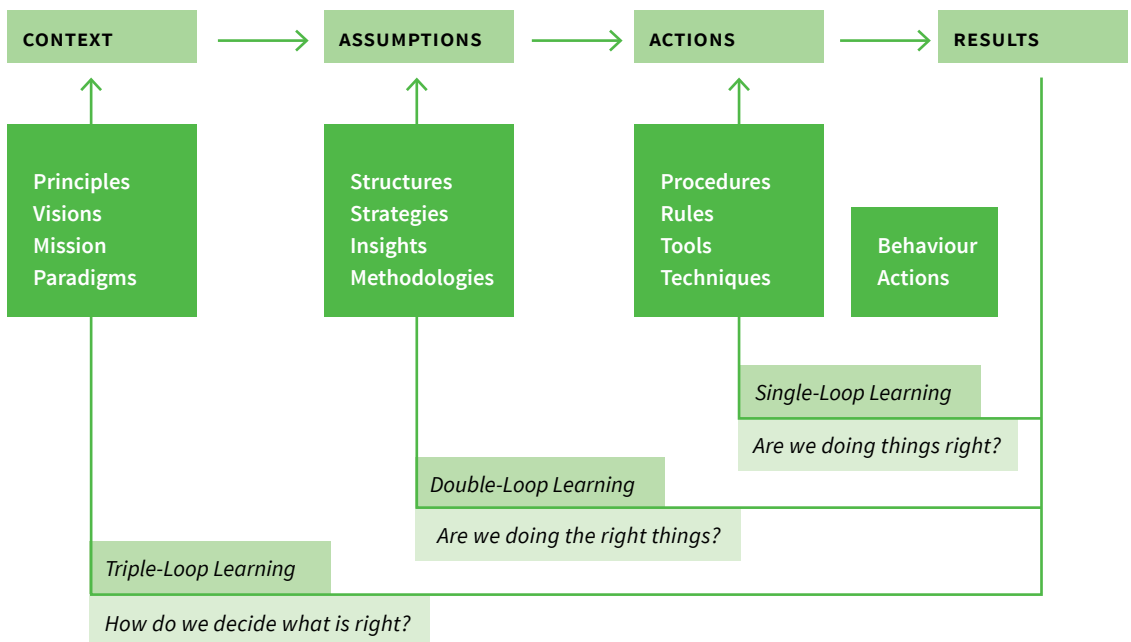 CONTEXT
ASSUMPTIONS
ACTIONS
RESULTS
Principles
Visions
Mission
Paradigms
Structures
Strategies
Insights
Methodologies
Procedures
Rules
Tools
Techniques
Behaviour
Actions
Single-Loop Learning
Are we doing things right?
Double-Loop Learning
Are we doing the right things?
Triple-Loop Learning
How do we decide what is right?